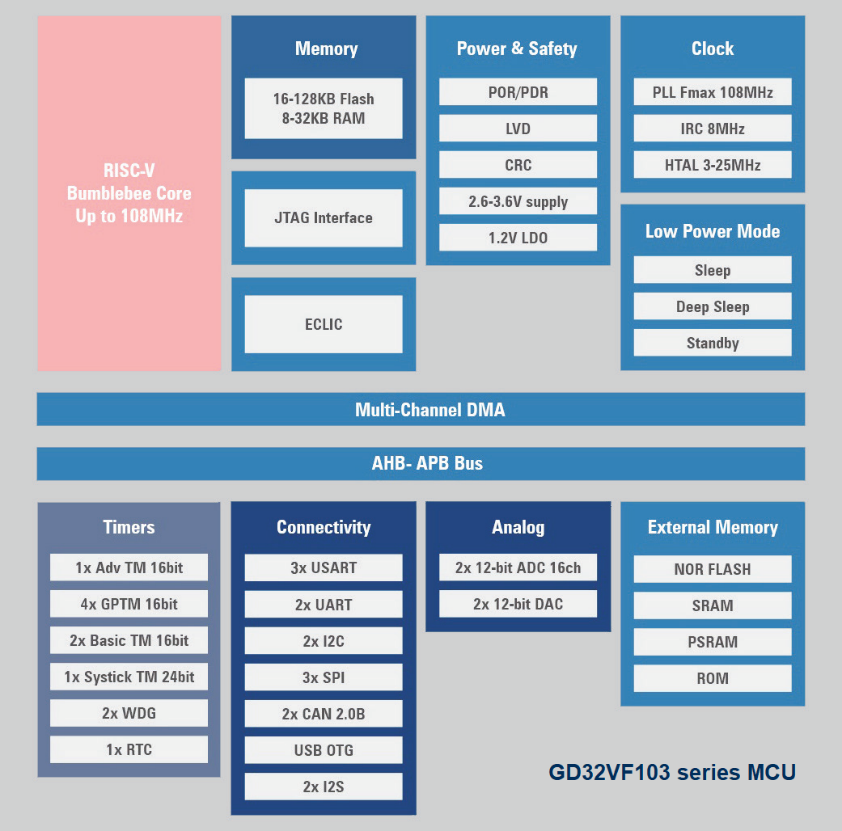 RISC-V
Bumblebee Core
Up to 108MHz
Memory
16-128KB Flash
8-32KB RAM
JTAG Interface
ECLIC
Power & Safety
POR/PDR
LVD
CRC
2.6-3.6V supply
1.2V LDO
Clock
PLL Fmax 108MHz
IRC 8MHz
HTAL 3-25MHz
Low Power Mode
Sleep
Deep Sleep
Standby
Multi-Channel DMA
AHB- APB Bus
Timers
1x Adv TM 16bit
4x GPTM 16bit
2x Basic TM 16bit
1x Systick TM 24bit
2x WDG
1x RTC
Connectivity
3x USART
2x UART
2x I2C
3x SPI
2x CAN 2.0B
USB OTG
2x I2S
Analog
2x 12-bit ADC 16ch
2x 12-bit DAC
External Memory
NOR FLASH
SRAM
PSRAM
ROM
GD32VF103 series MCU